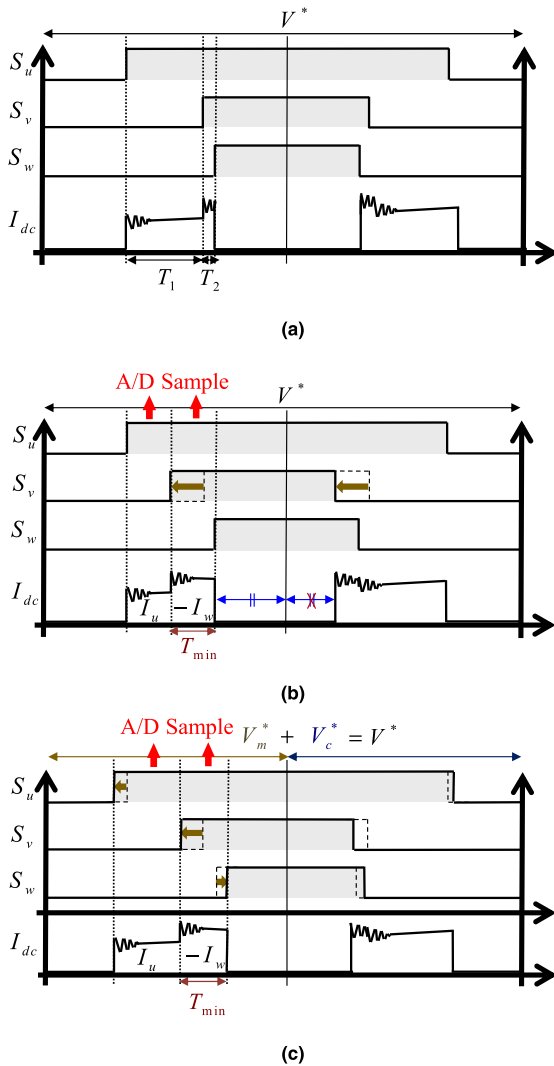 V*
S_u
S_v
S_w
I_dc
T_1 T_2
(a)
A/D Sample
V*
S_u
S_v
S_w
I_dc
I_u -I_w
T_min
(b)
A/D Sample
V_m^* + V_c^* = V^*
S_u
S_v
S_w
I_dc
I_u -I_w
T_min
(c)